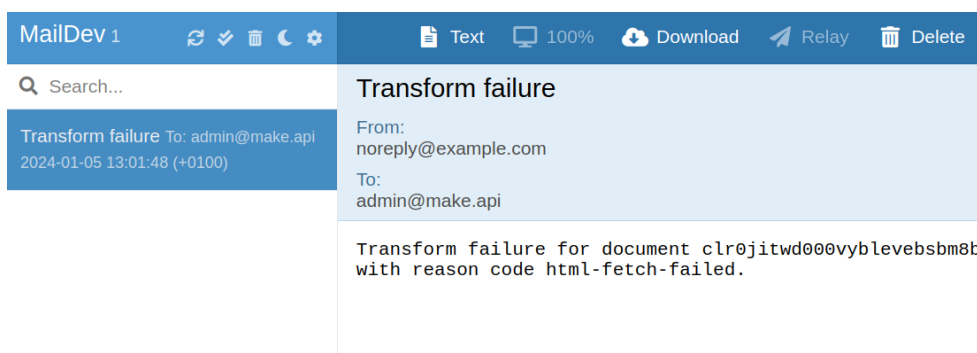 MailDev 1
Text 100% Download Relay Delete
Search...
Transform failure To: admin@make.api
2024-01-05 13:01:48 (+0100)
Transform failure
From:
noreply@example.com
To:
admin@make.api
Transform failure for document clr0jitwd000vyblevebsbm8b
with reason code html-fetch-failed.